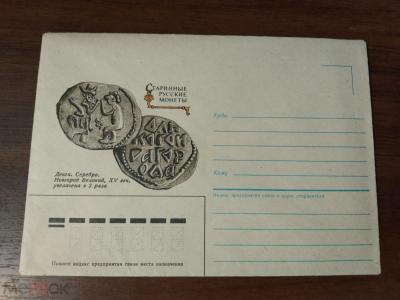 Старинные
русские
монеты
Деньга. Серебро.
Новгород Великий, XV век.
увеличена в 3 раза
Куда
Кому
Индекс предприятия связи и адрес отправителя
Пишите индекс предприятия связи места назначения